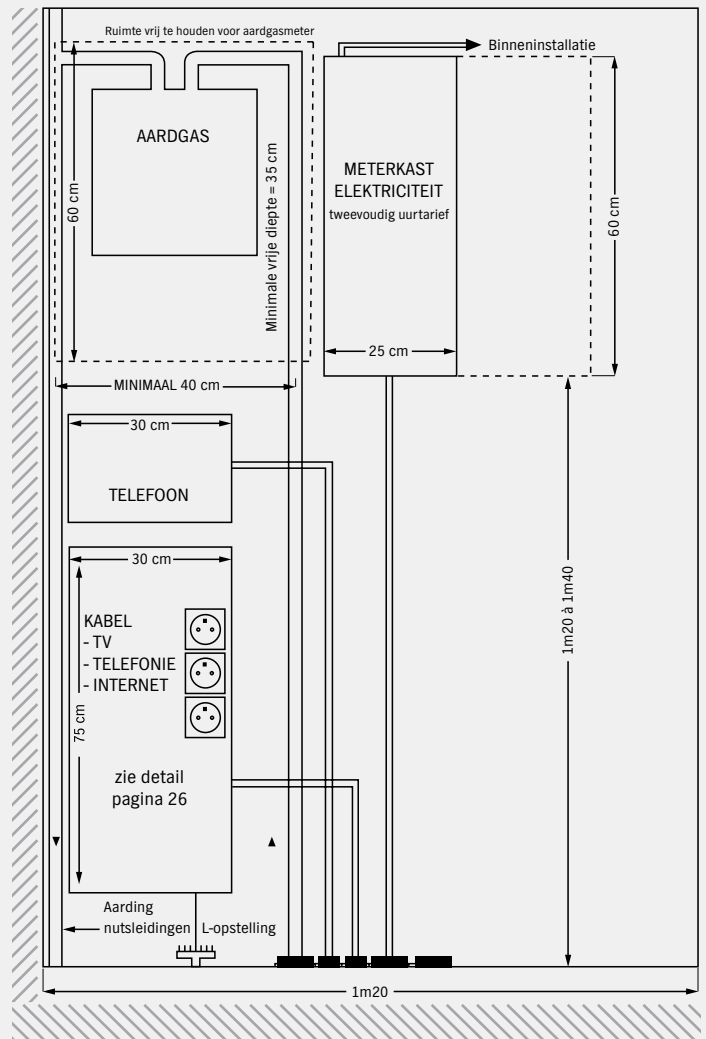 Ruimte vrij te houden voor aardgasmeter
Binneninstallatie
AARDGAS
60 cm
Minimale vrije diepte = 35 cm
METERKAST
ELEKTRICITEIT
tweevoudig uurtarief
60 cm
25 cm
MINIMAAL 40 cm
30 cm
TELEFOON
30 cm
KABEL
- TV
- TELEFONIE
- INTERNET
75 cm
zie detail
pagina 26
1m20 à 1m40
Aarding
nutsleidingen
L-opstelling
1m20